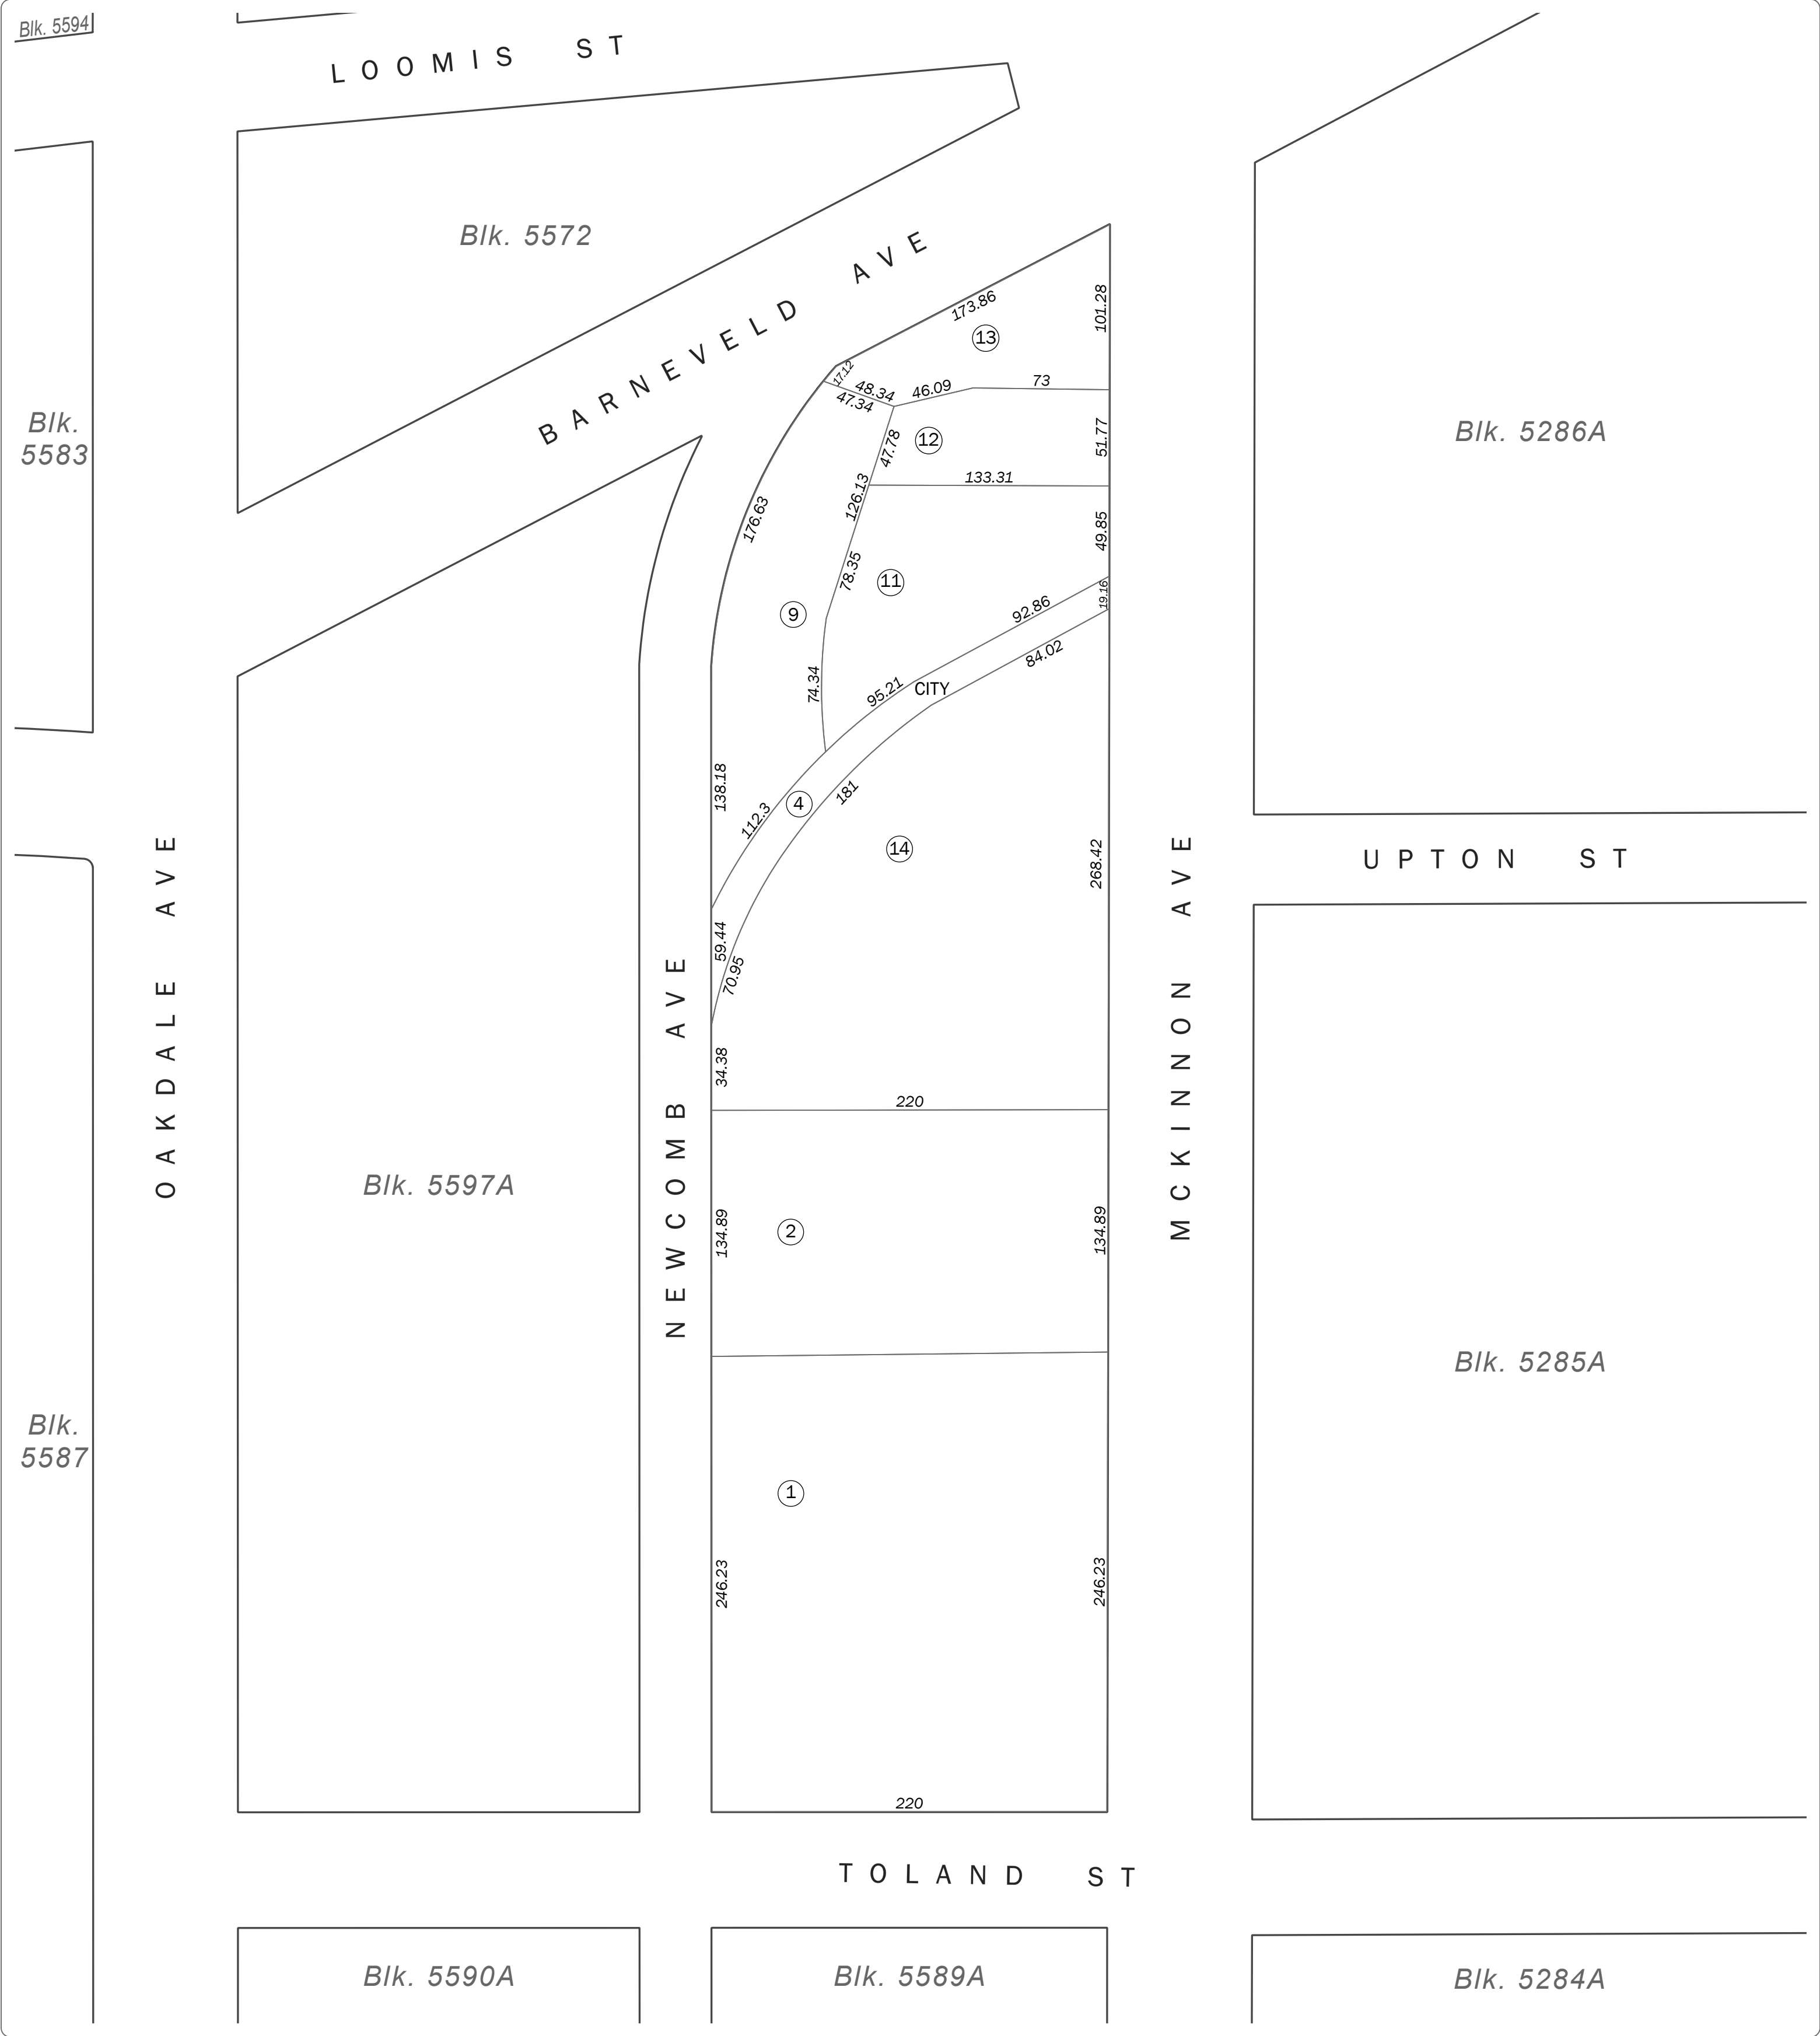 Blk. 5594
LOOMIS ST
Blk. 5572
BARNEVELD AVE
173.86
101.28
13
17.12
48.34
47.34
46.09
73
Blk.
5583
12
47.78
51.77
Blk. 5286A
133.31
126.13
176.63
49.85
78.35
11
9
92.86
19.16
84.02
74.34
95.21
CITY
138.18
112.3
4
181
14
268.42
OAKDALE AVE
MCKINNON AVE
UPTON ST
59.44
70.95
NEWCOMB AVE
34.38
220
Blk. 5597A
134.89
2
134.89
Blk. 5285A
Blk.
5587
1
246.23
246.23
220
TOLAND ST
Blk. 5590A
Blk. 5589A
Blk. 5284A